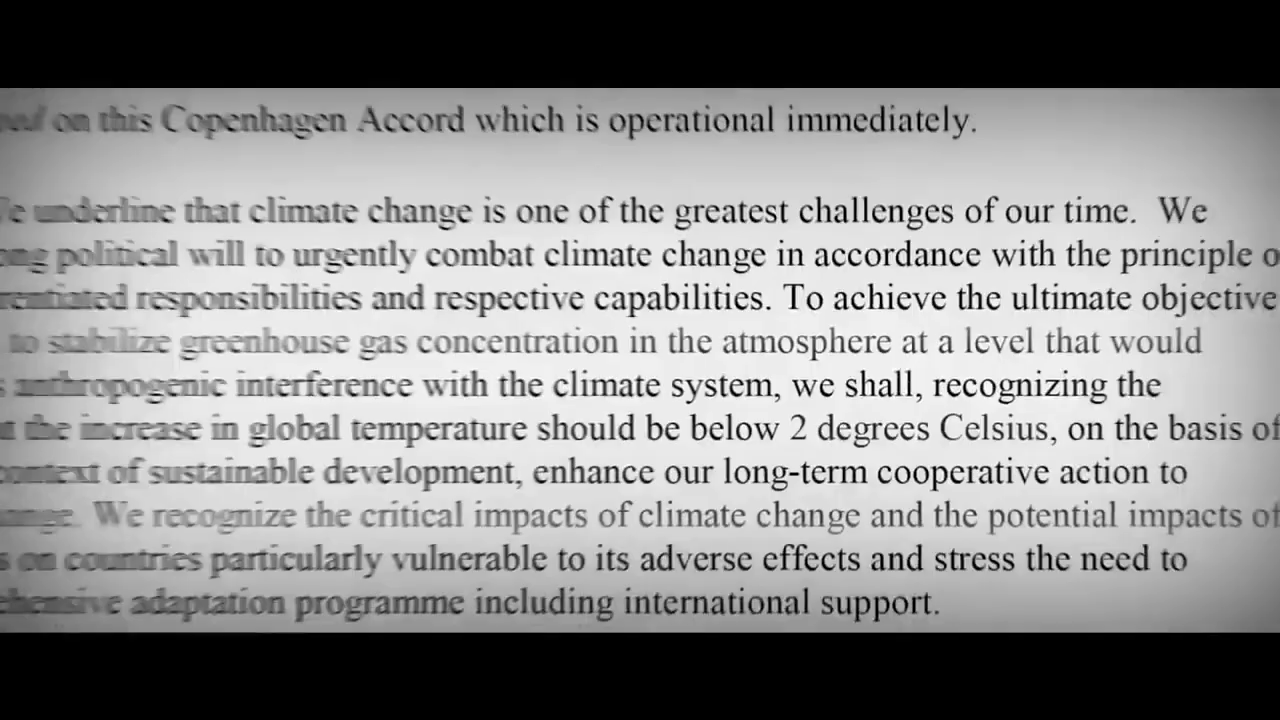 on this Copenhagen Accord which is operational immediately.
underline that climate change is one of the greatest challenges of our time. We
political will to urgently combat climate change in accordance with the principle
responsibilities and respective capabilities. To achieve the ultimate objective
to stabilize greenhouse gas concentration in the atmosphere at a level that would
anthropogenic interference with the climate system, we shall, recognizing the
the increase in global temperature should be below 2 degrees Celsius, on the basis of
context of sustainable development, enhance our long-term cooperative action to
We recognize the critical impacts of climate change and the potential impacts of
on countries particularly vulnerable to its adverse effects and stress the need to
adaptation programme including international support.